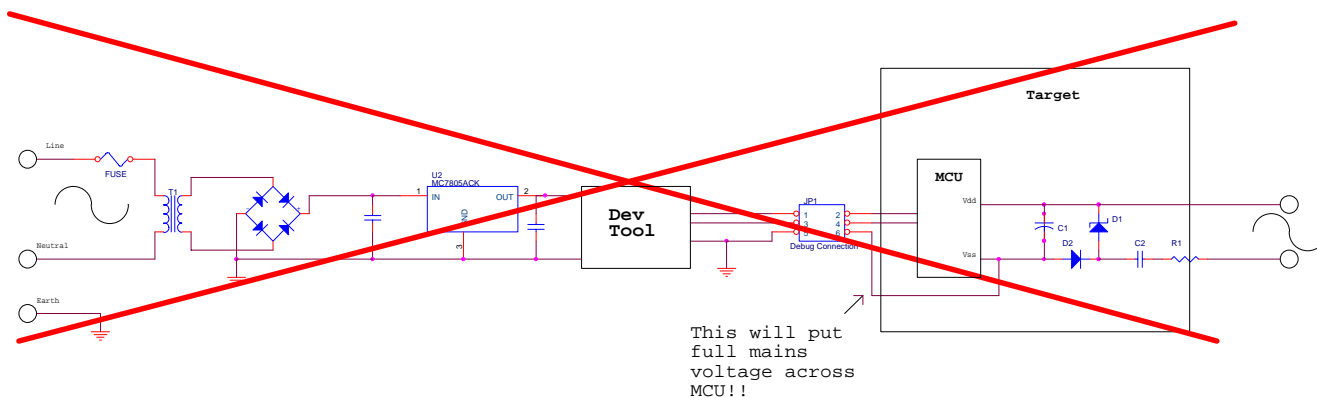 Target
Line
FUSE
T1
U2
MC7805ACK
1
IN
OUT
2
GND
3
Neutral
Earth
Dev
Tool
JP1
1
2
3
4
5
6
Debug Connection
MCU
Vdd
Vss
C1
D1
D2
C2
R1
This will put
full mains
voltage across
MCU!!